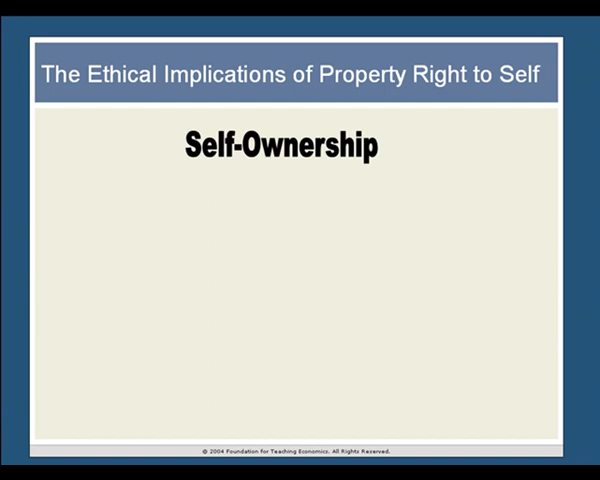 The Ethical Implications of Property Right to Self
Self-Ownership
© 2004 Foundation for Teaching Economics. All Rights Reserved.